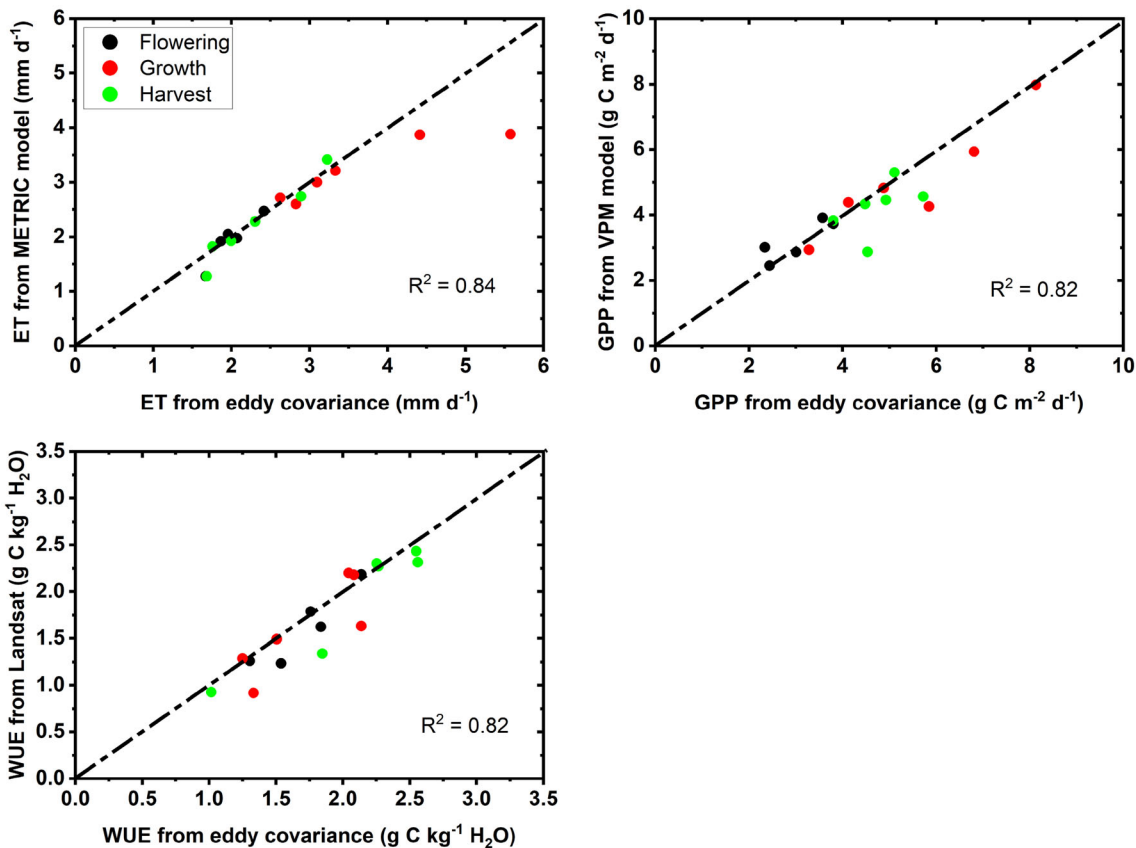 ET from METRIC model (mm d⁻¹)
6
5
4
3
2
1
0
Flowering
Growth
Harvest
R² = 0.84
0 1 2 3 4 5 6
ET from eddy covariance (mm d⁻¹)
GPP from VPM model (g C m⁻² d⁻¹)
10
8
6
4
2
0
R² = 0.82
0 2 4 6 8 10
GPP from eddy covariance (g C m⁻² d⁻¹)
WUE from Landsat (g C kg⁻¹ H₂O)
3.5
3.0
2.5
2.0
1.5
1.0
0.5
0.0
R² = 0.82
0.0 0.5 1.0 1.5 2.0 2.5 3.0 3.5
WUE from eddy covariance (g C kg⁻¹ H₂O)